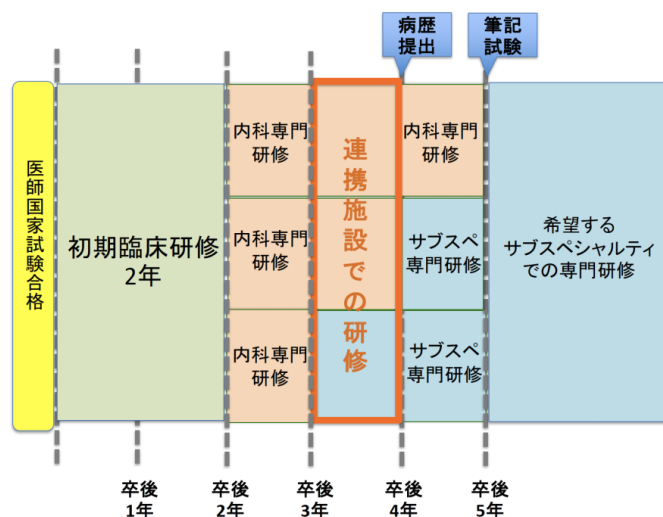 病歴
提出
筆記
試験
医師国家試験合格
初期臨床研修
2年
内科専門
研修
内科専門
研修
内科専門
研修
連携施設での研修
内科専門
研修
サブスペ
専門研修
サブスペ
専門研修
希望する
サブスペシャルティ
での専門研修
卒後
1年
卒後
2年
卒後
3年
卒後
4年
卒後
5年